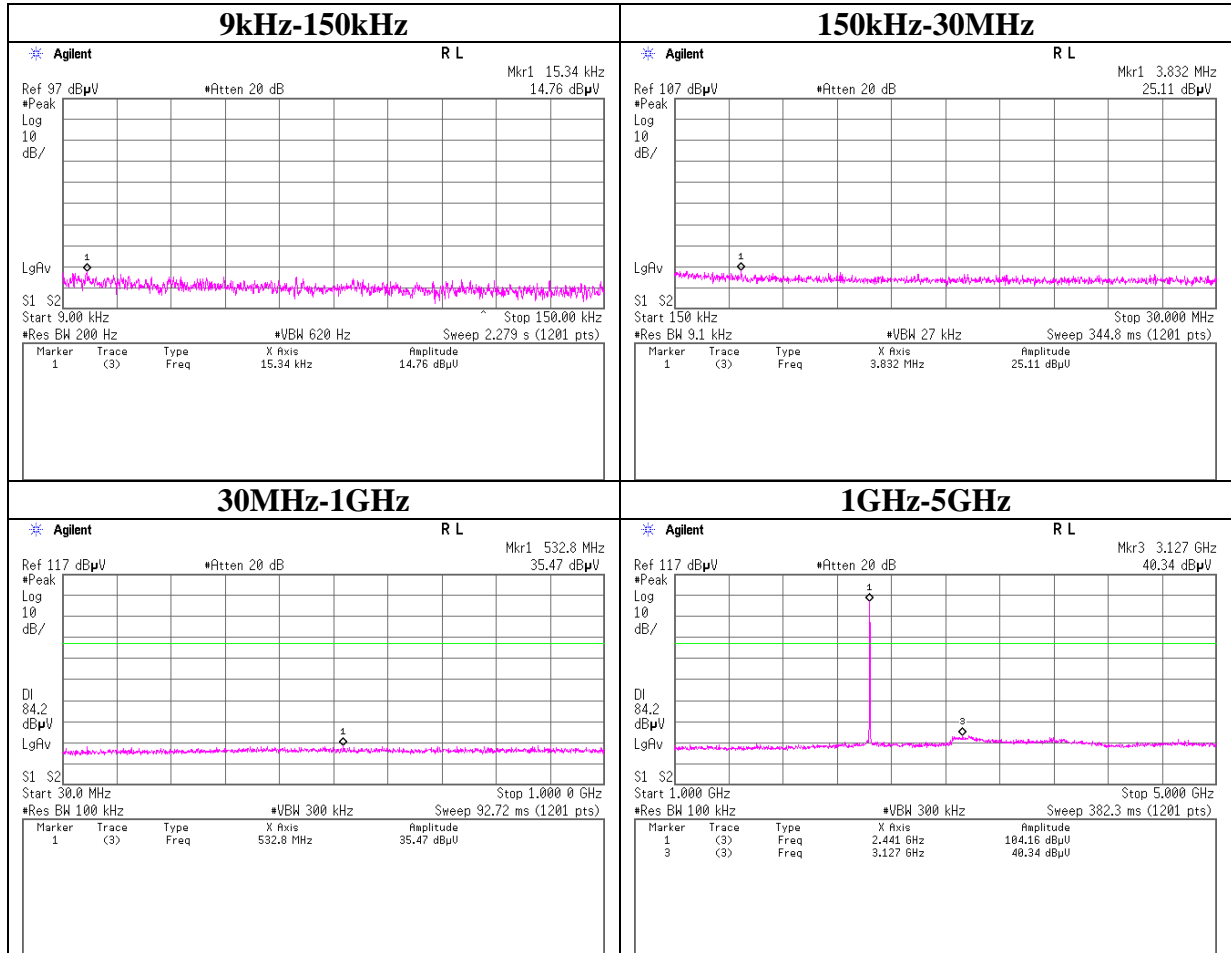 9kHz-150kHz
Agilent R L
Mkr1 15.34 kHz
Ref 97 dBµV #Atten 20 dB 14.76 dBµV
#Peak
Log
10
dB/
1
LgAv
S1 S2
Start 9.00 kHz ^ Stop 150.00 kHz
#Res BW 200 Hz #VBW 620 Hz Sweep 2.279 s (1201 pts)
Marker Trace Type X Axis Amplitude
1 (3) Freq 15.34 kHz 14.76 dBµV
150kHz-30MHz
Agilent R L
Mkr1 3.832 MHz
Ref 107 dBµV #Atten 20 dB 25.11 dBµV
#Peak
Log
10
dB/
1
LgAv
S1 S2
Start 150 kHz Stop 30.000 MHz
#Res BW 9.1 kHz #VBW 27 kHz Sweep 344.8 ms (1201 pts)
Marker Trace Type X Axis Amplitude
1 (3) Freq 3.832 MHz 25.11 dBµV
30MHz-1GHz
Agilent R L
Mkr1 532.8 MHz
Ref 117 dBµV #Atten 20 dB 35.47 dBµV
#Peak
Log
10
dB/
DI
84.2
dBµV
1
LgAv
S1 S2
Start 30.0 MHz Stop 1.000 0 GHz
#Res BW 100 kHz #VBW 300 kHz Sweep 92.72 ms (1201 pts)
Marker Trace Type X Axis Amplitude
1 (3) Freq 532.8 MHz 35.47 dBµV
1GHz-5GHz
Agilent R L
Mkr3 3.127 GHz
Ref 117 dBµV #Atten 20 dB 40.34 dBµV
#Peak
1
Log
10
dB/
DI
84.2
dBµV
3
LgAv
S1 S2
Start 1.000 GHz Stop 5.000 GHz
#Res BW 100 kHz #VBW 300 kHz Sweep 382.3 ms (1201 pts)
Marker Trace Type X Axis Amplitude
1 (3) Freq 2.441 GHz 104.16 dBµV
3 (3) Freq 3.127 GHz 40.34 dBµV